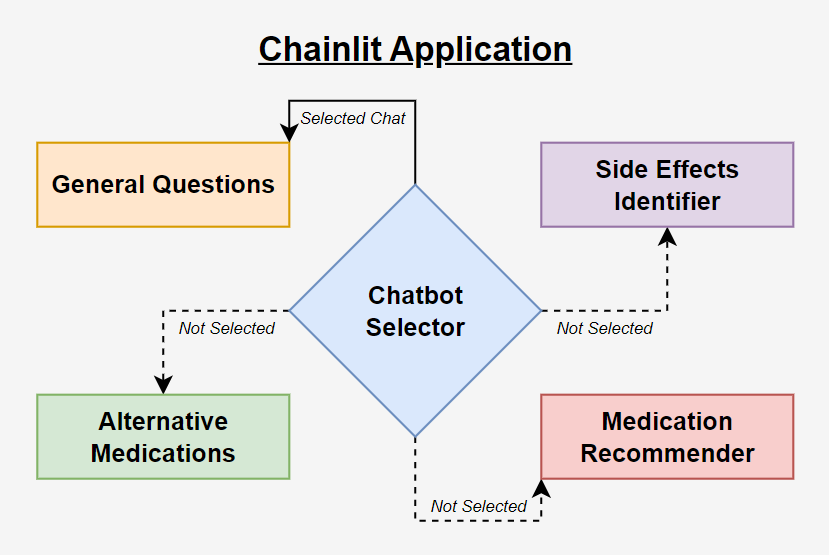 Chainlit Application
Selected Chat
General Questions
Side Effects
Identifier
Chatbot
Selector
Not Selected
Not Selected
Alternative
Medications
Medication
Recommender
Not Selected